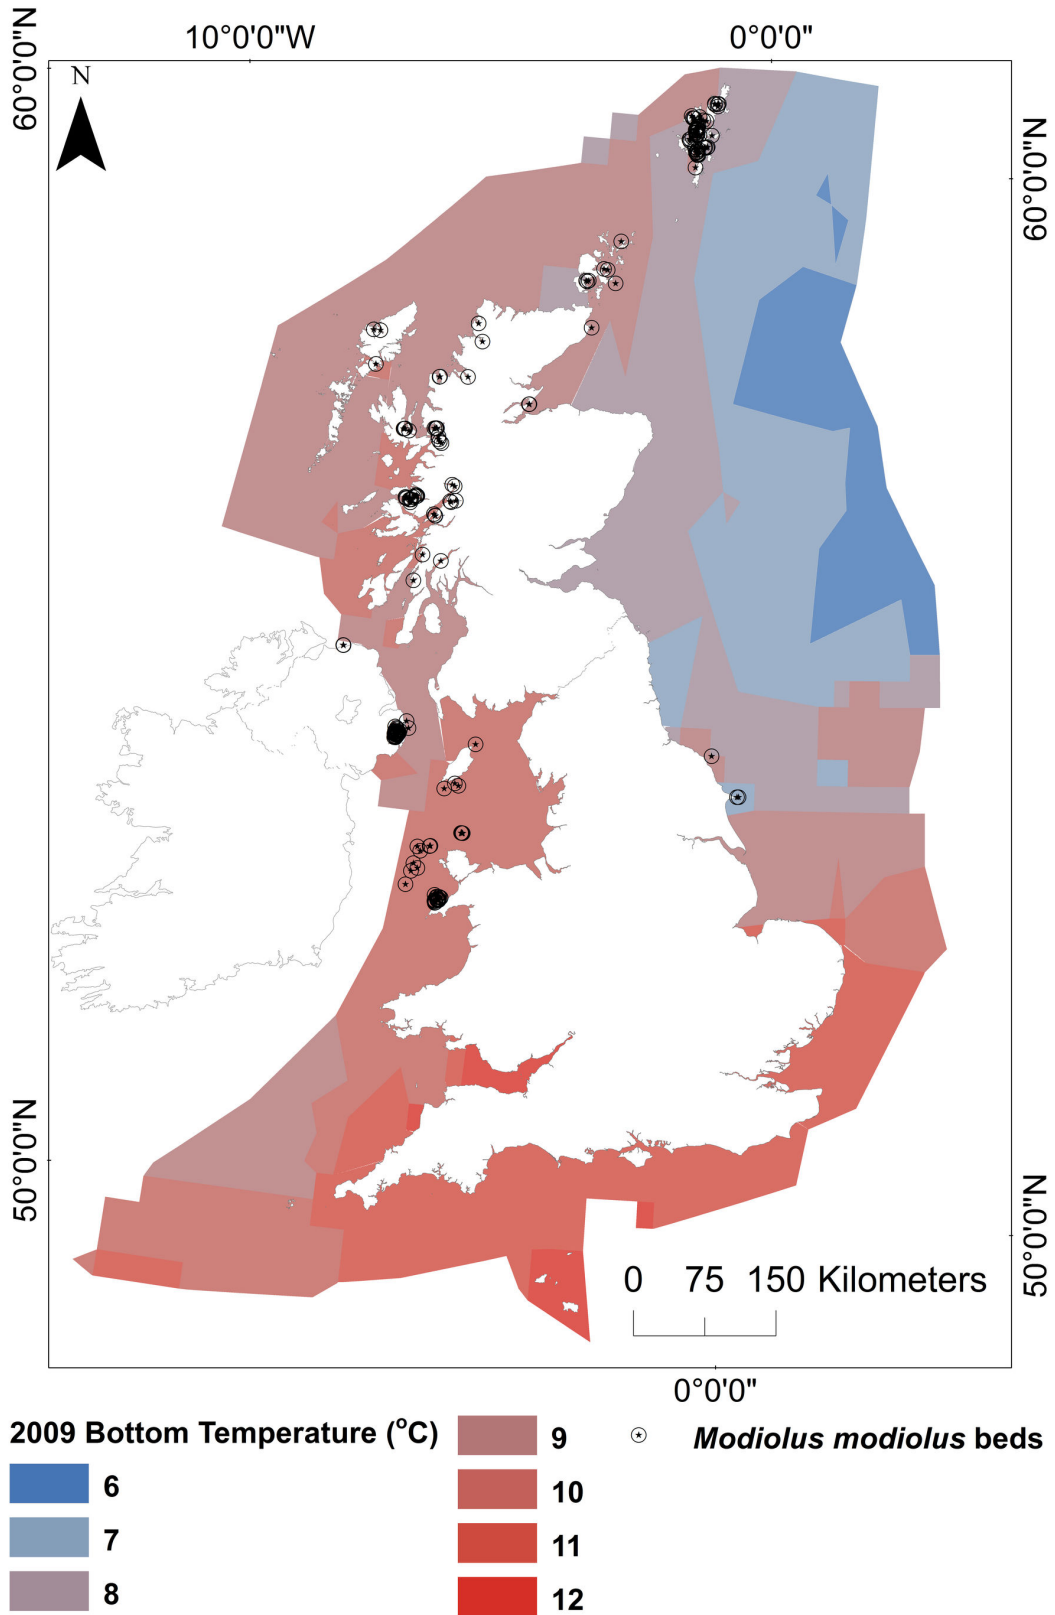 10°0'0"W 0°0'0"
60°0'0"N
N
60°0'0"N
50°0'0"N
50°0'0"N
0 75 150 Kilometers
0°0'0"
2009 Bottom Temperature (°C)
6
7
8
9
10
11
12
Modiolus modiolus beds